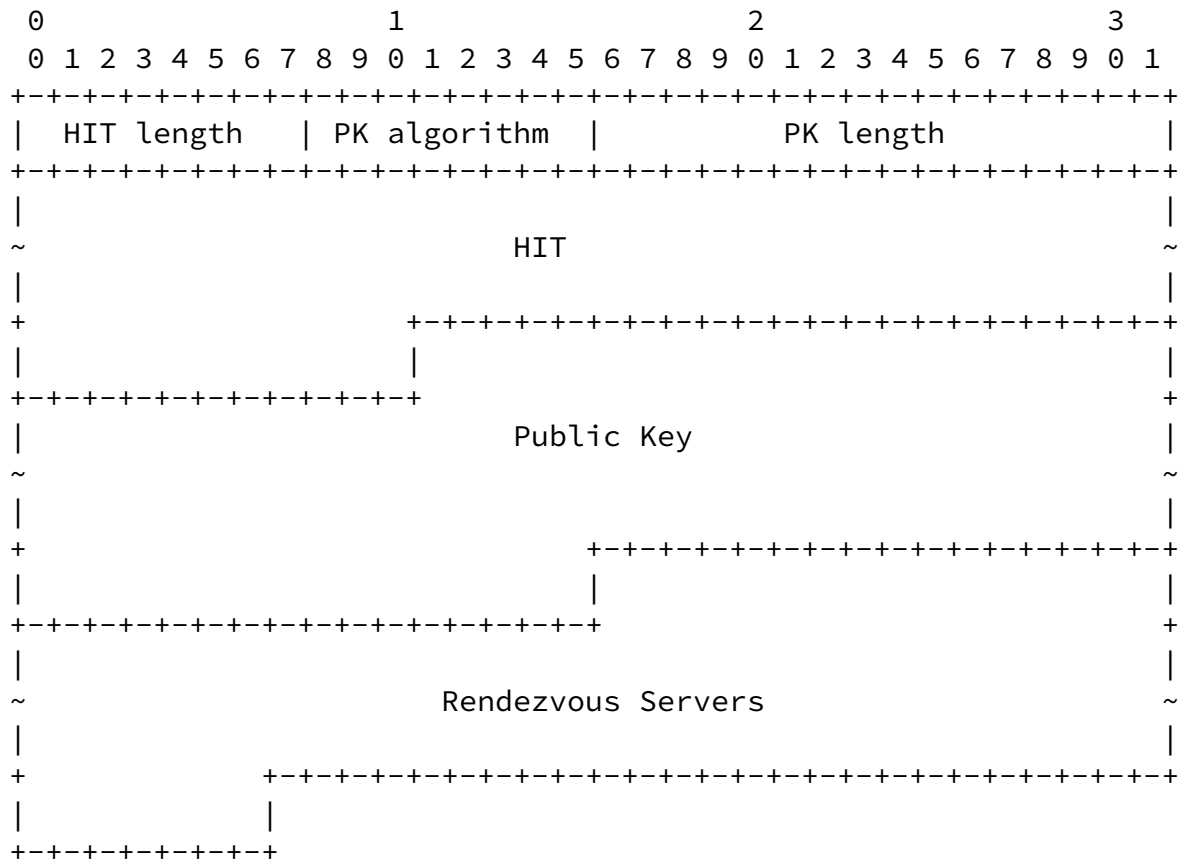 0                   1                   2                   3
 0 1 2 3 4 5 6 7 8 9 0 1 2 3 4 5 6 7 8 9 0 1 2 3 4 5 6 7 8 9 0 1
+-+-+-+-+-+-+-+-+-+-+-+-+-+-+-+-+-+-+-+-+-+-+-+-+-+-+-+-+-+-+-+-+
|  HIT length   | PK algorithm  |          PK length            |
+-+-+-+-+-+-+-+-+-+-+-+-+-+-+-+-+-+-+-+-+-+-+-+-+-+-+-+-+-+-+-+-+
|                                                               |
~                           HIT                                 ~
|                                                               |
+                     +-+-+-+-+-+-+-+-+-+-+-+-+-+-+-+-+-+-+-+-+-+
|                     |                                         |
+-+-+-+-+-+-+-+-+-+-+-+                                         +
|                           Public Key                          |
~                                                               ~
|                                                               |
+                               +-+-+-+-+-+-+-+-+-+-+-+-+-+-+-+-+
|                               |                               |
+-+-+-+-+-+-+-+-+-+-+-+-+-+-+-+-+                               +
|                                                               |
~                       Rendezvous Servers                      ~
|                                                               |
+             +-+-+-+-+-+-+-+-+-+-+-+-+-+-+-+-+-+-+-+-+-+-+-+-+-+
|             |
+-+-+-+-+-+-+-+